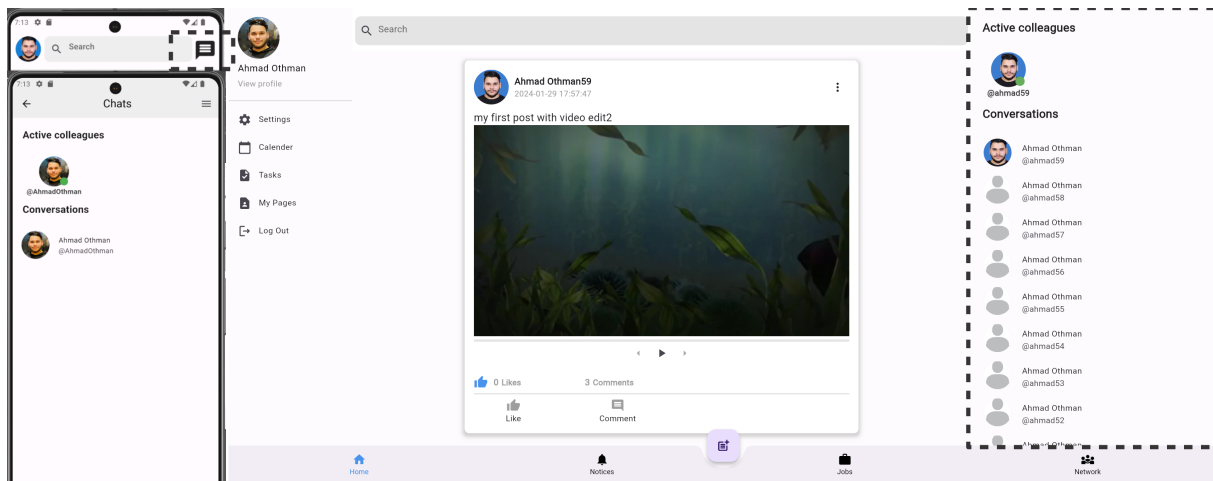 7:13
Search
7:13
Chats
Active colleagues
@AhmadOthman
Conversations
Ahmad Othman
@AhmadOthman
Ahmad Othman
View profile
Settings
Calender
Tasks
My Pages
Log Out
Search
Ahmad Othman59
2024-01-29 17:57:47
my first post with video edit2
0 Likes
3 Comments
Like
Comment
Home
Notices
Jobs
Network
Active colleagues
@ahmad59
Conversations
Ahmad Othman
@ahmad59
Ahmad Othman
@ahmad58
Ahmad Othman
@ahmad57
Ahmad Othman
@ahmad56
Ahmad Othman
@ahmad55
Ahmad Othman
@ahmad54
Ahmad Othman
@ahmad53
Ahmad Othman
@ahmad52
Ahmad Othman